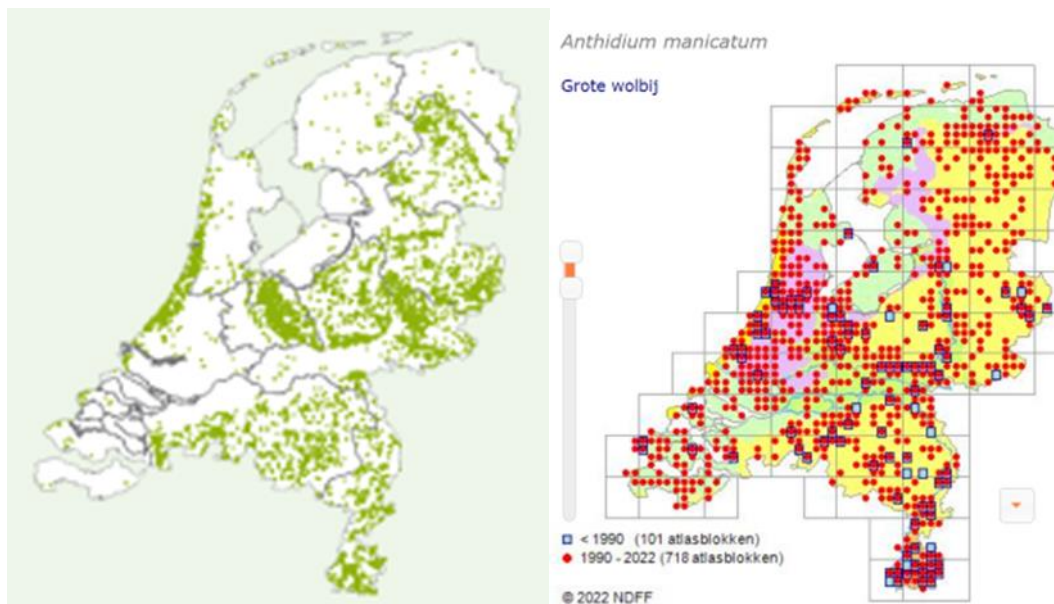 Anthidium manicatum
Grote wolbij
< 1990 (101 atlasblokken)
1990 - 2022 (718 atlasblokken)
© 2022 NDFF